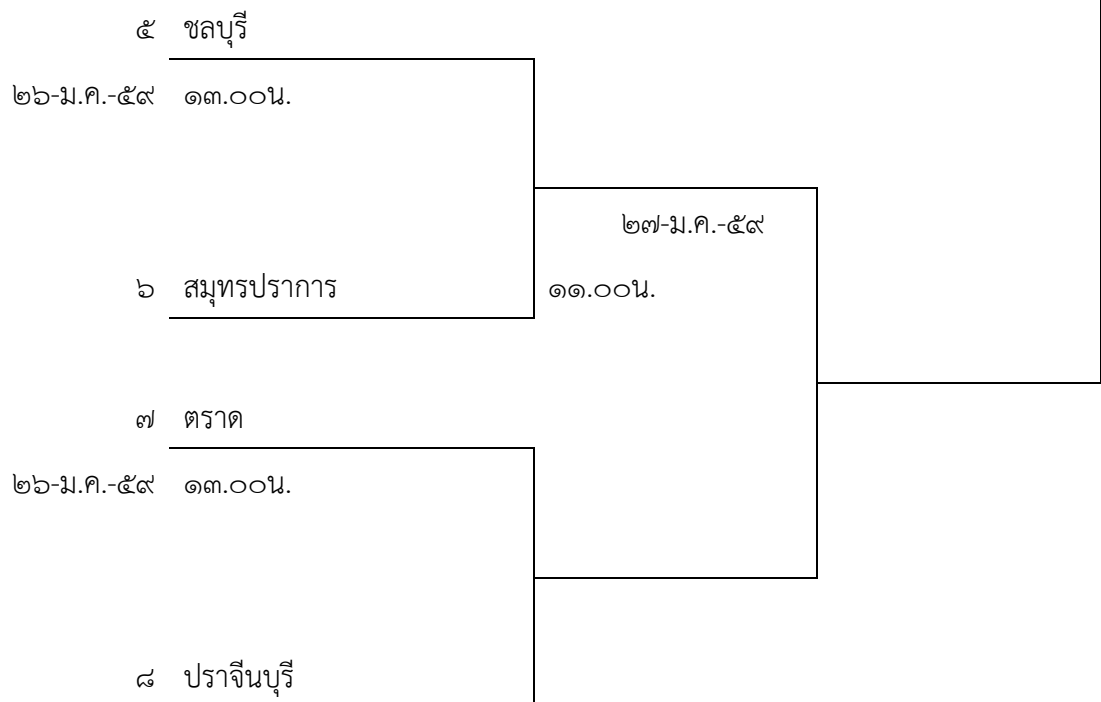 ๕ ชลบุรี
๒๖-ม.ค.-๕๙ ๑๓.๐๐น.
๒๗-ม.ค.-๕๙
๖ สมุทรปราการ ๑๑.๐๐น.
๗ ตราด
๒๖-ม.ค.-๕๙ ๑๓.๐๐น.
๘ ปราจีนบุรี